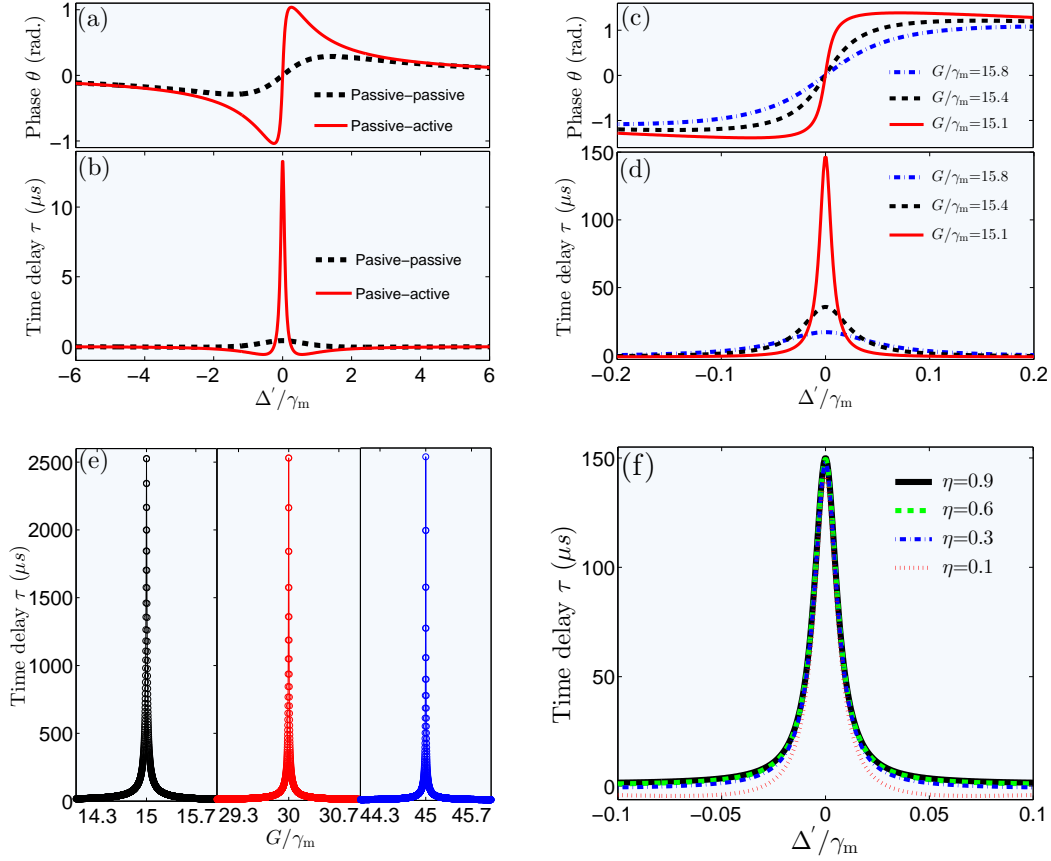 (a)
Phase θ (rad.)
1
0
−1
Passive−passive
Passive−active
(b)
Time delay τ (μs)
10
5
0
Pasive−passive
Pasive−active
−6 −4 −2 0 2 4 6
Δ′/γm
(c)
Phase θ (rad.)
1
0
−1
G/γm=15.8
G/γm=15.4
G/γm=15.1
(d)
Time delay τ (μs)
150
100
50
0
G/γm=15.8
G/γm=15.4
G/γm=15.1
−0.2 −0.1 0 0.1 0.2
Δ′/γm
(e)
Time delay τ (μs)
2500
2000
1500
1000
500
0
14.3 15 15.7 29.3 30 30.7 44.3 45 45.7
G/γm
(f)
Time delay τ (μs)
150
100
50
0
η=0.9
η=0.6
η=0.3
η=0.1
−0.1 −0.05 0 0.05 0.1
Δ′/γm